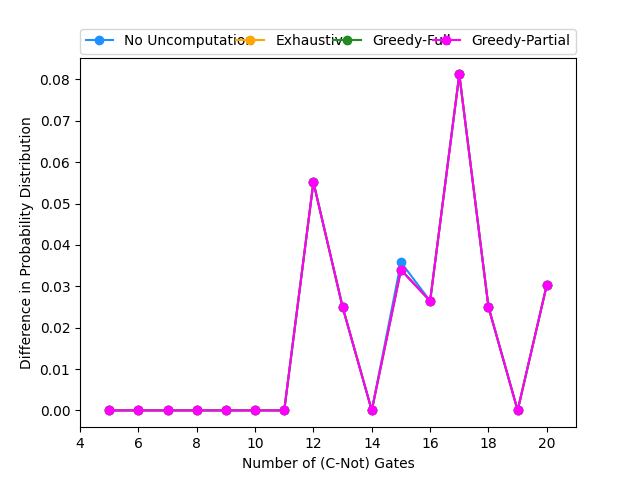 No Uncomputation Exhaustive Greedy-Full Greedy-Partial
Difference in Probability Distribution
0.08
0.07
0.06
0.05
0.04
0.03
0.02
0.01
0.00
4 6 8 10 12 14 16 18 20
Number of (C-Not) Gates